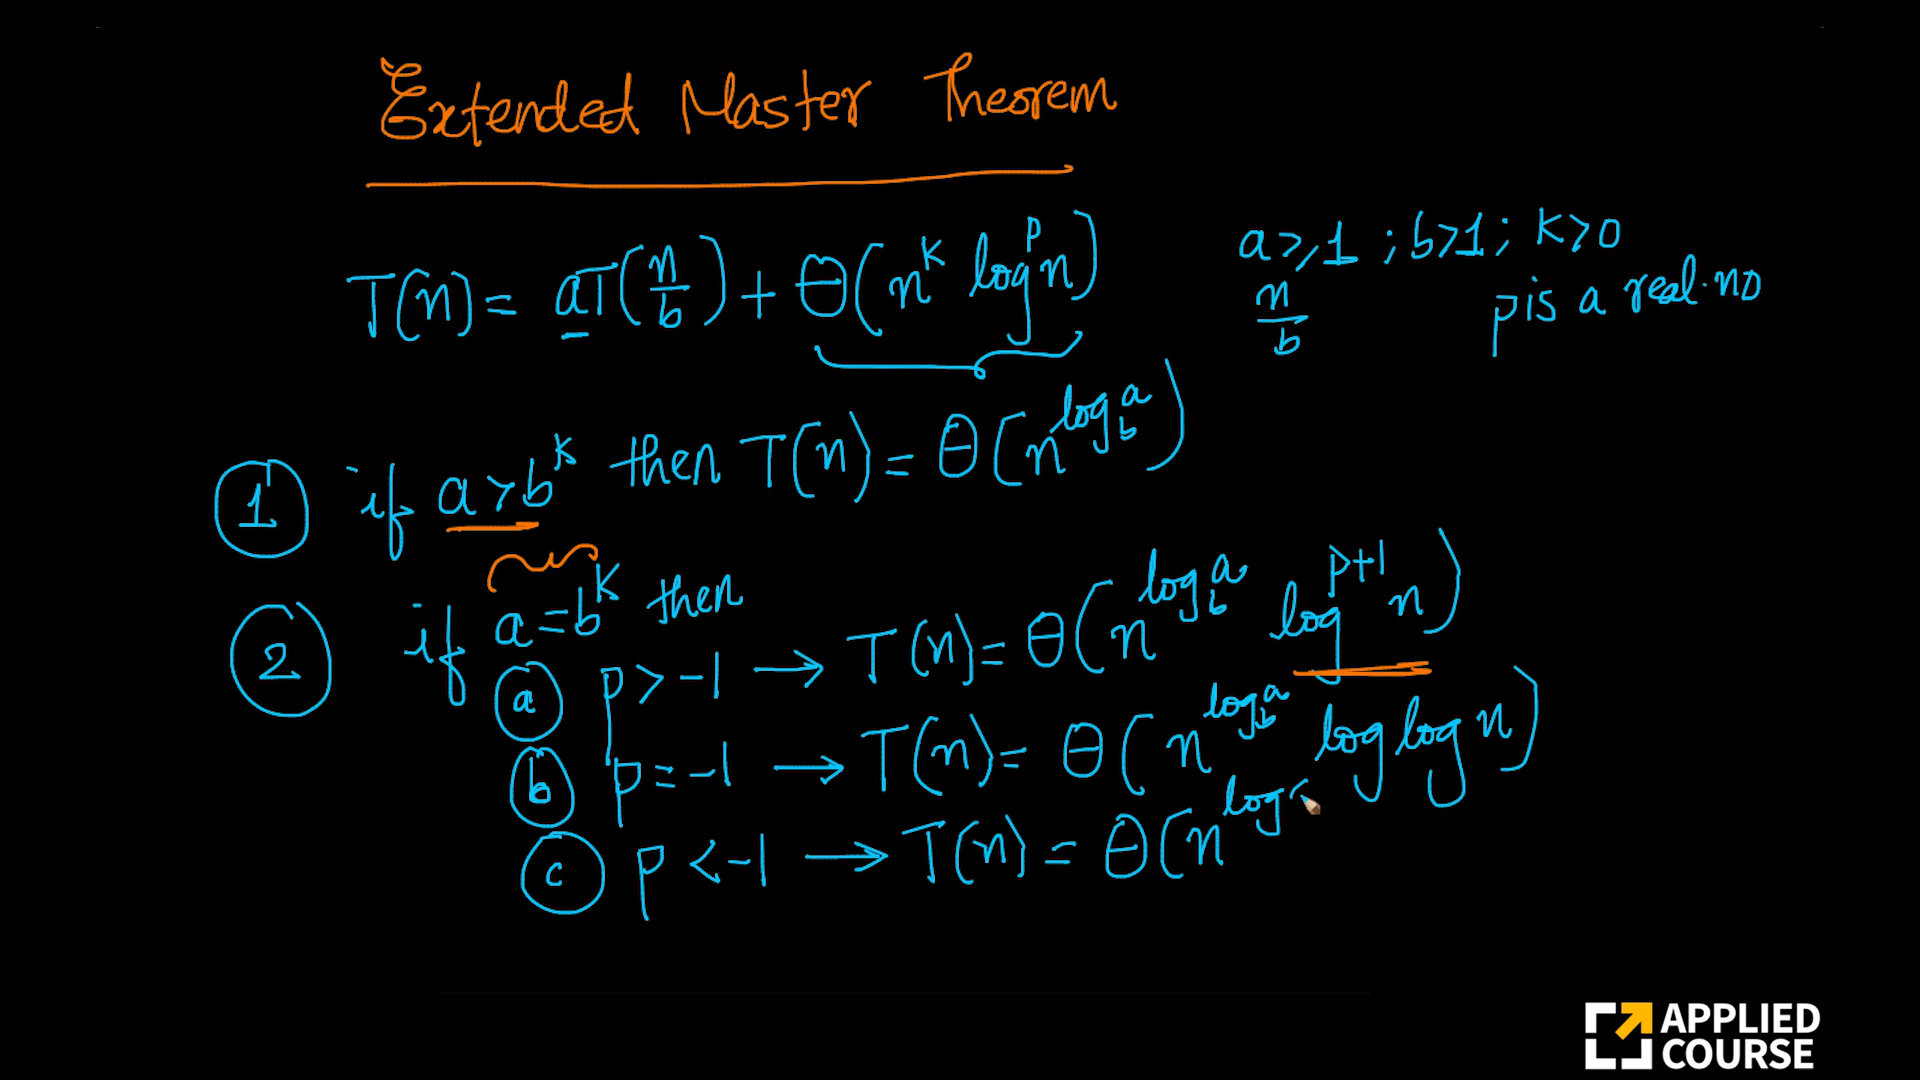 Extended Master Theorem
T(n) = aT(n/b) + Θ(n^k log^p n)
a ≥ 1 ; b > 1 ; k ≥ 0
n/b p is a real. no
1 if a > b^k then T(n) = Θ(n^log_b a)
2 if a = b^k then
a p > -1 → T(n) = Θ(n^log_b a log^p+1 n)
b p = -1 → T(n) = Θ(n^log_b a log log n)
c p < -1 → T(n) = Θ(n^log
APPLIED
COURSE